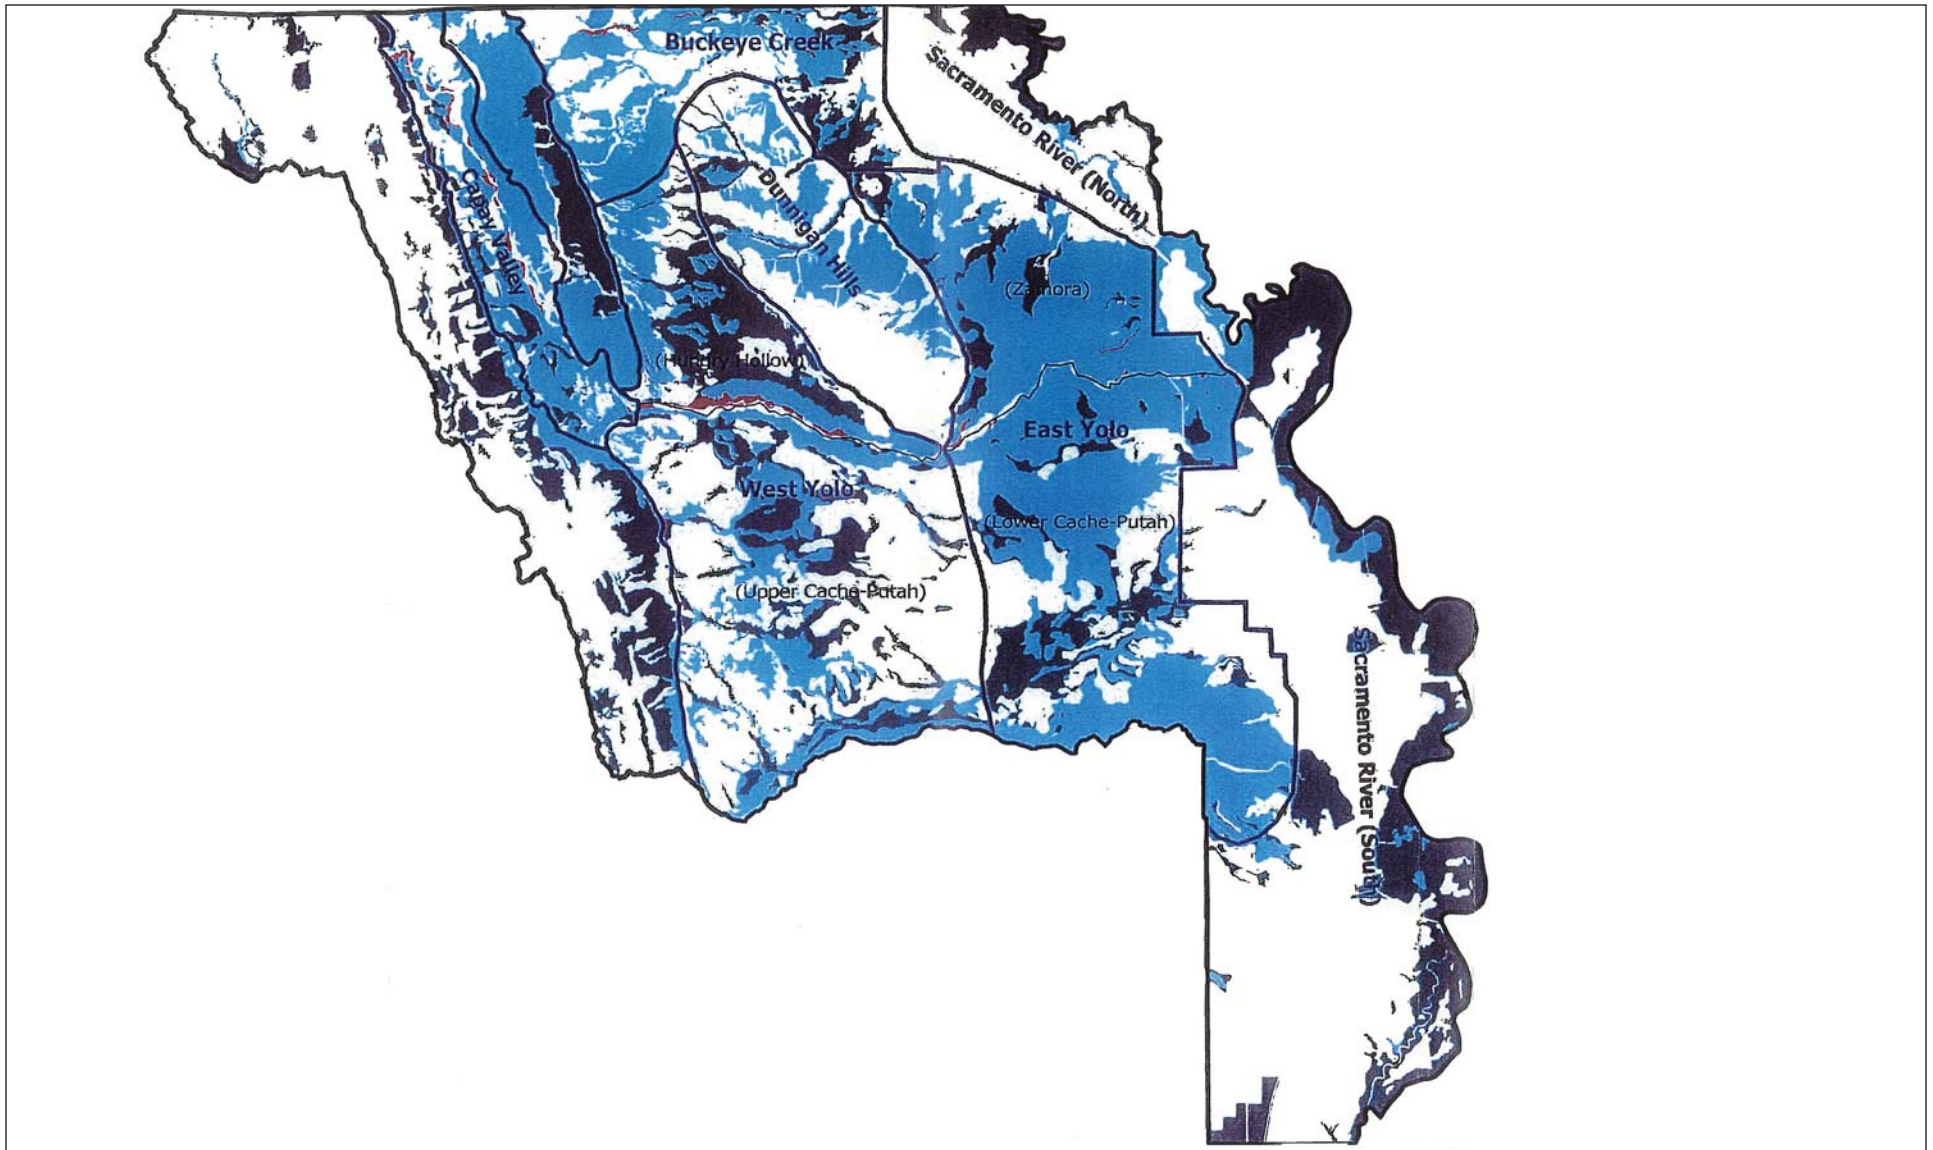 Buckeye Creek
Sacramento River (North)
Capay Valley
Dunnigan Hills
(Zamora)
(Hungry Hollow)
East Yolo
West Yolo
(Lower Cache-Putah)
(Upper Cache-Putah)
Sacramento River (South)